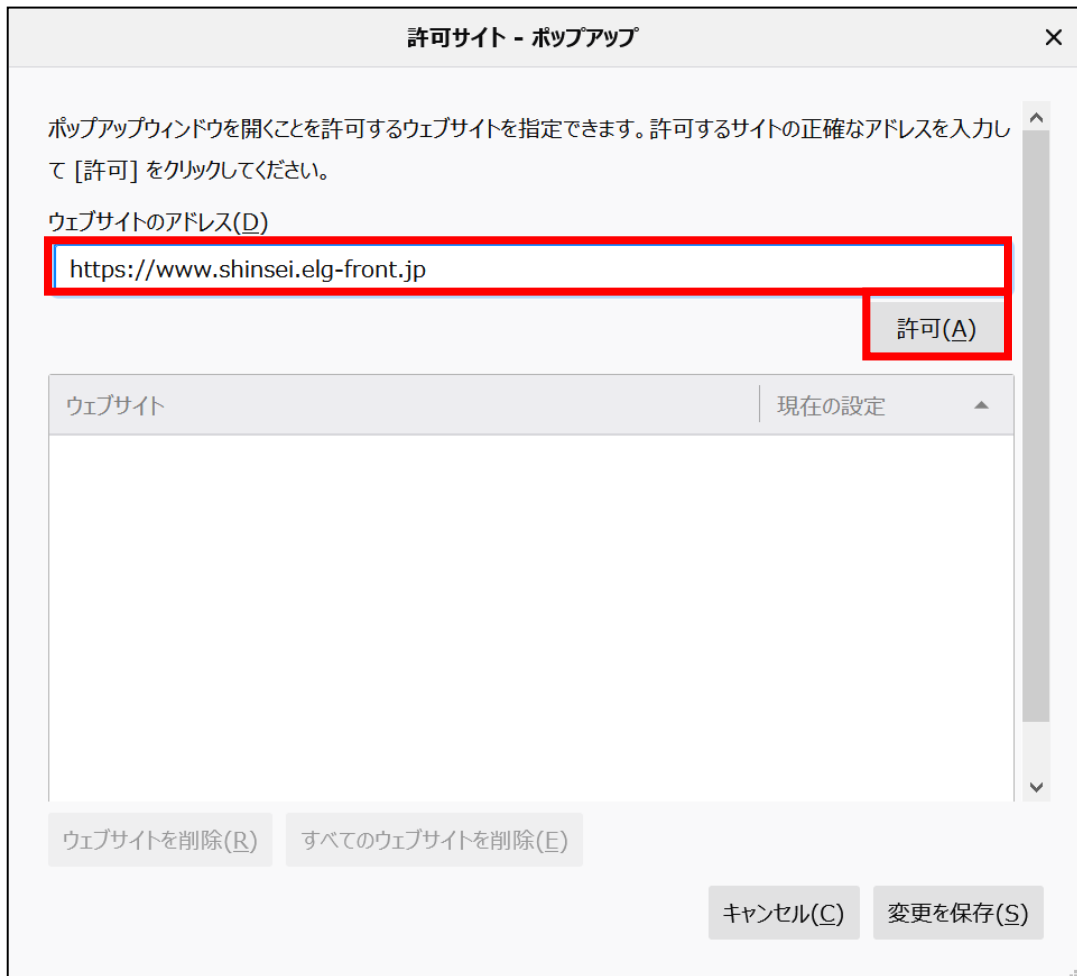 許可サイト - ポップアップ
ポップアップウィンドウを開くことを許可するウェブサイトを指定できます。許可するサイトの正確なアドレスを入力し
て [許可] をクリックしてください。
ウェブサイトのアドレス(D)
https://www.shinsei.elg-front.jp
許可(A)
ウェブサイト 現在の設定
ウェブサイトを削除(R) すべてのウェブサイトを削除(E)
キャンセル(C) 変更を保存(S)